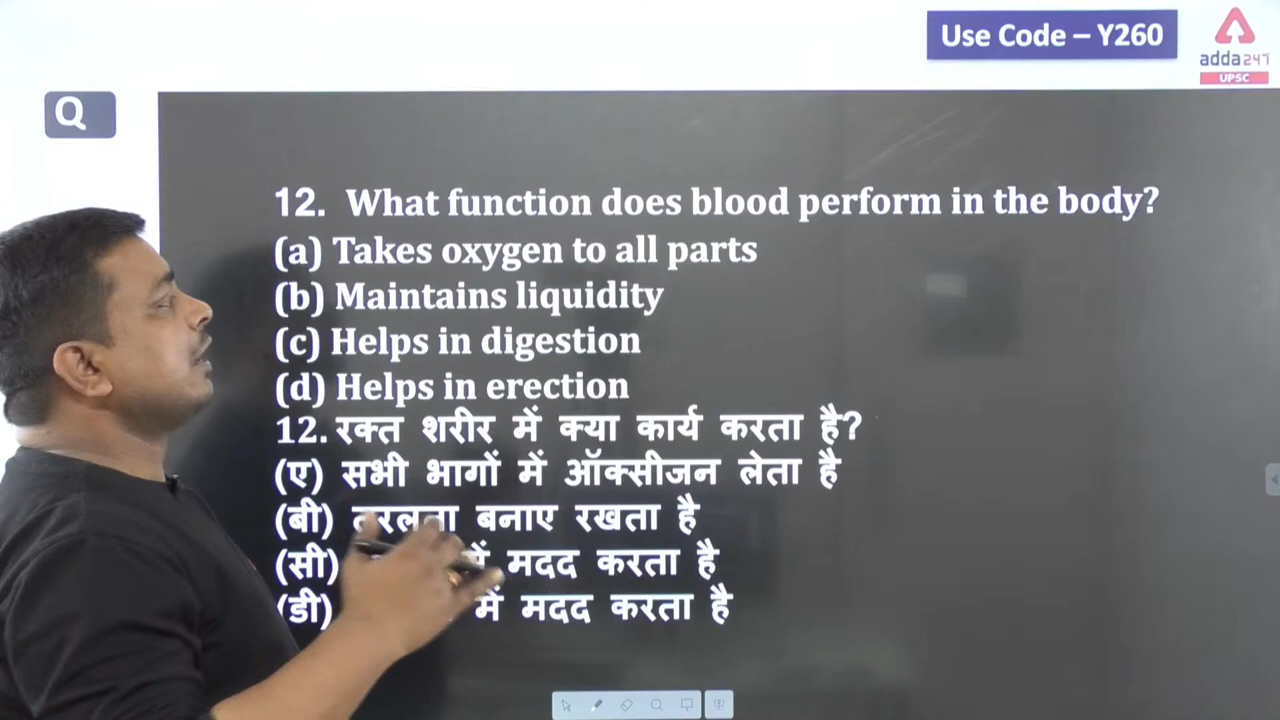 Use Code – Y260
adda247
UPSC
Q
12. What function does blood perform in the body?
(a) Takes oxygen to all parts
(b) Maintains liquidity
(c) Helps in digestion
(d) Helps in erection
12. रक्त शरीर में क्या कार्य करता है?
(ए) सभी भागों में ऑक्सीजन लेता है
(बी) तरलता बनाए रखता है
(सी) में मदद करता है
(डी) में मदद करता है